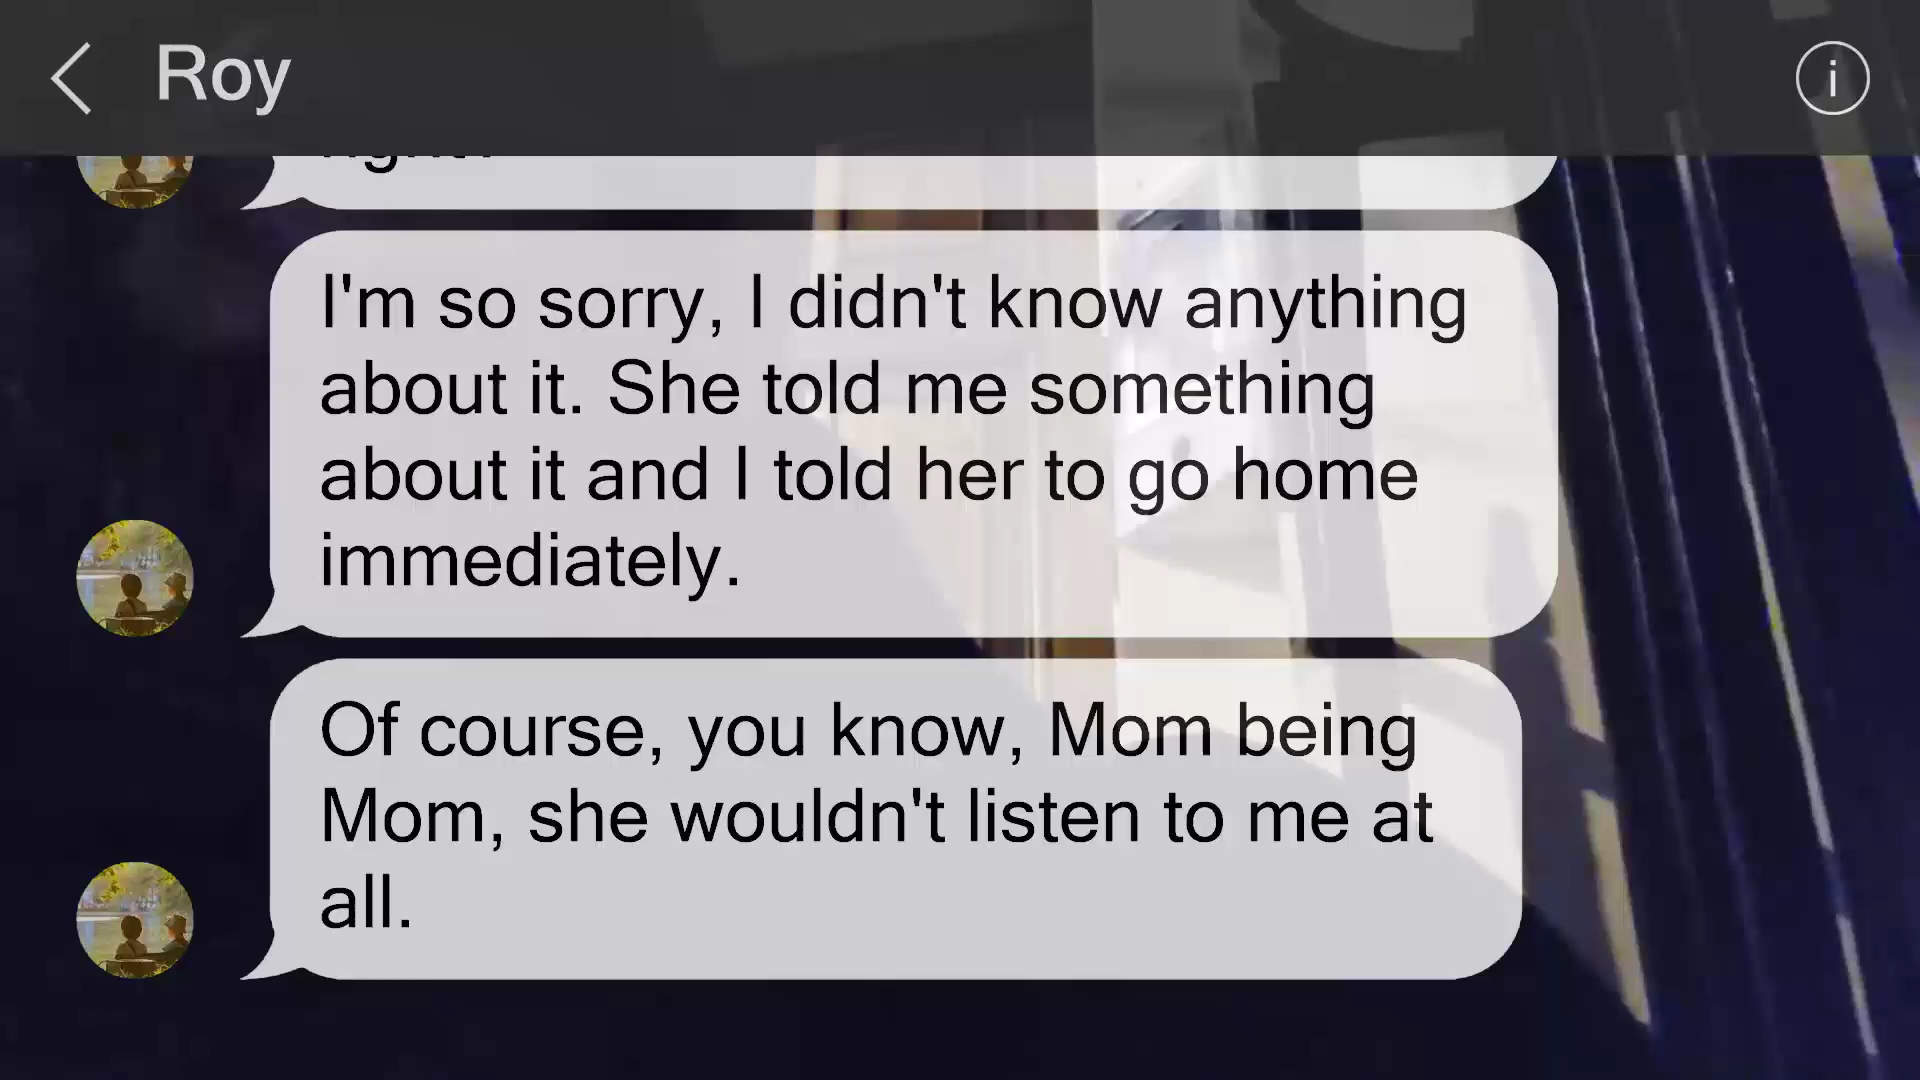 Roy
I'm so sorry, I didn't know anything
about it. She told me something
about it and I told her to go home
immediately.
Of course, you know, Mom being
Mom, she wouldn't listen to me at
all.